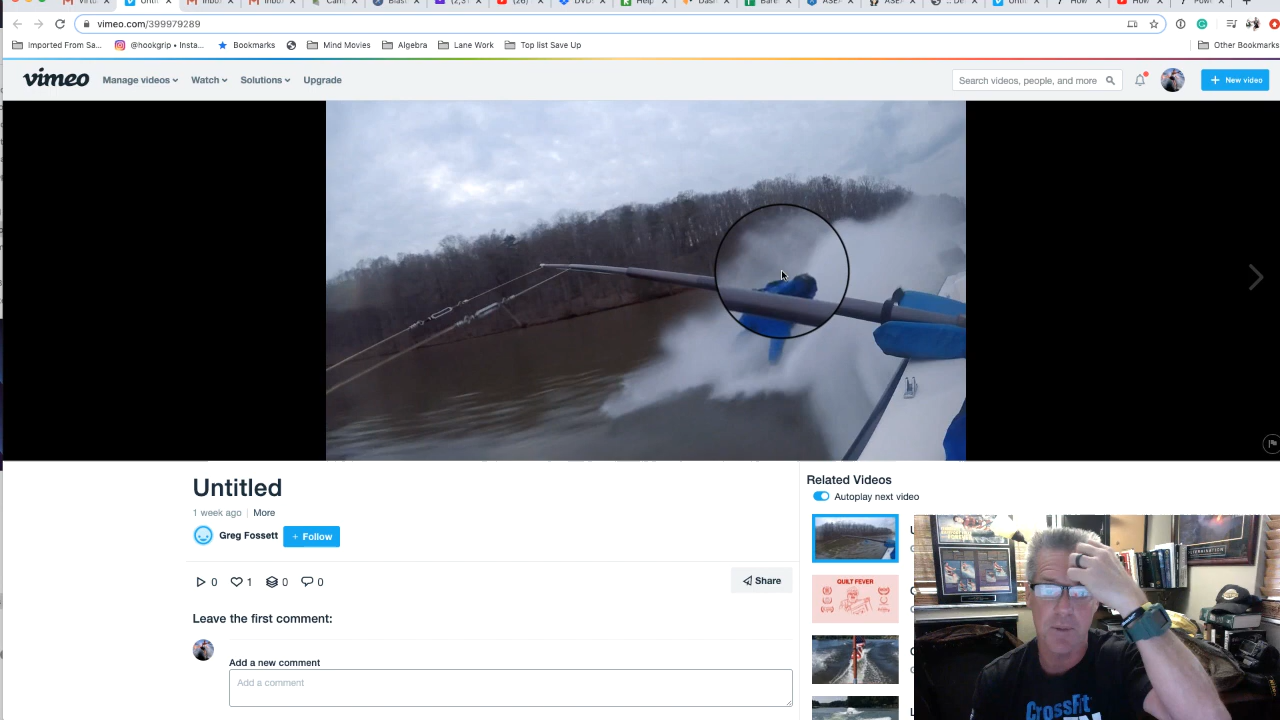 vimeo.com/399979289
Imported From Sa...
@hookgrip • Insta...
Bookmarks
Mind Movies
Algebra
Lane Work
Top list Save Up
Other Bookmarks
vimeo
Manage videos
Watch
Solutions
Upgrade
Search videos, people, and more
New video
Untitled
1 week ago | More
Greg Fossett
+ Follow
0
1
0
0
Share
Leave the first comment:
Add a new comment
Add a comment
Related Videos
Autoplay next video
QUILT FEVER
CROSSFIT